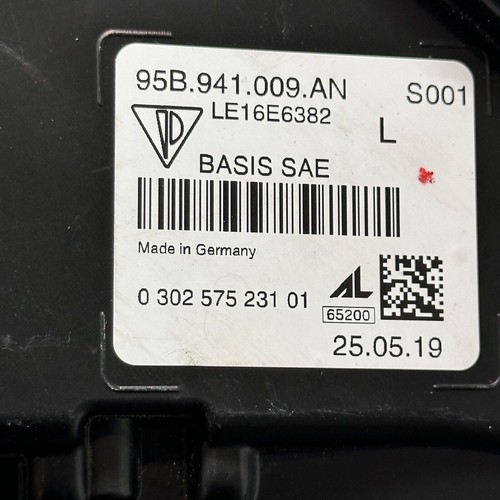 95B.941.009.AN S001
LE16E6382
L
BASIS SAE
Made in Germany
0 302 575 231 01
AL
65200
25.05.19